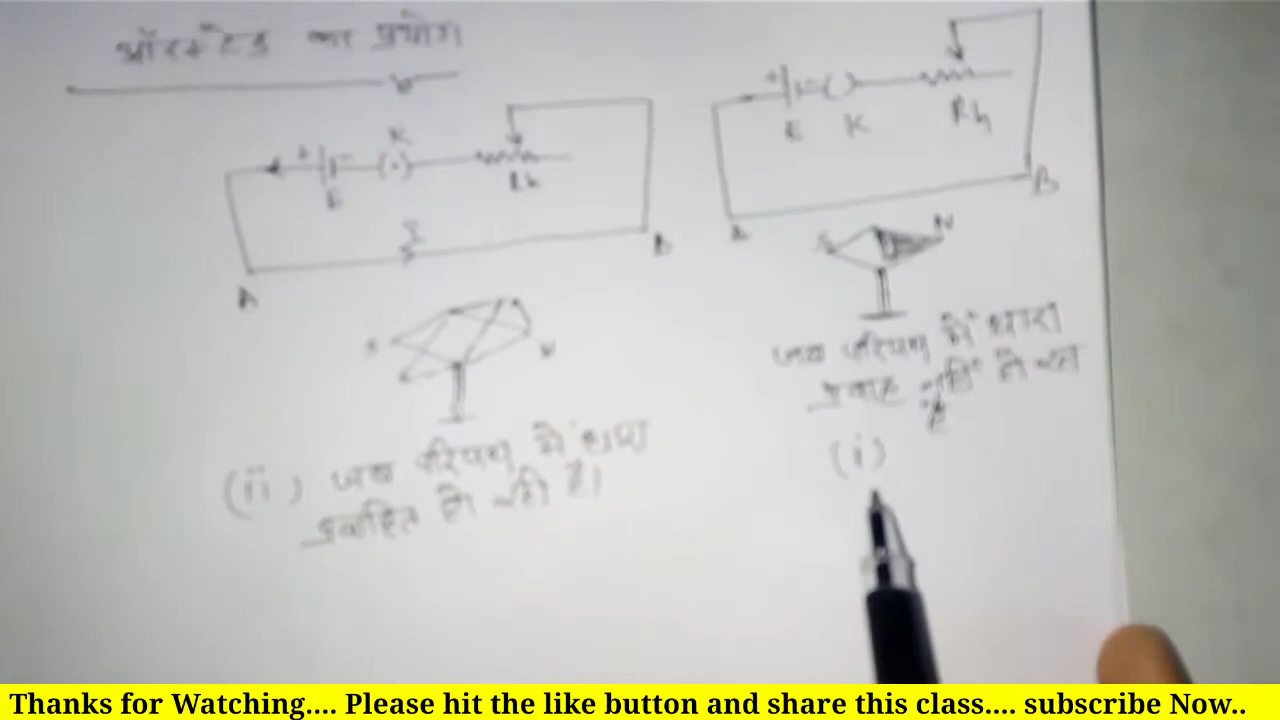 ऑरस्टेड का प्रयोग
K
+ -
E
Rh
I
A
B
S
N
(ii) जब परिपथ में धारा
प्रवाहित हो रही है।
+ -
E K
Rh
A
B
S
N
जब परिपथ में धारा
प्रवाह नहीं हो रहा
है
(i)
Thanks for Watching.... Please hit the like button and share this class.... subscribe Now..